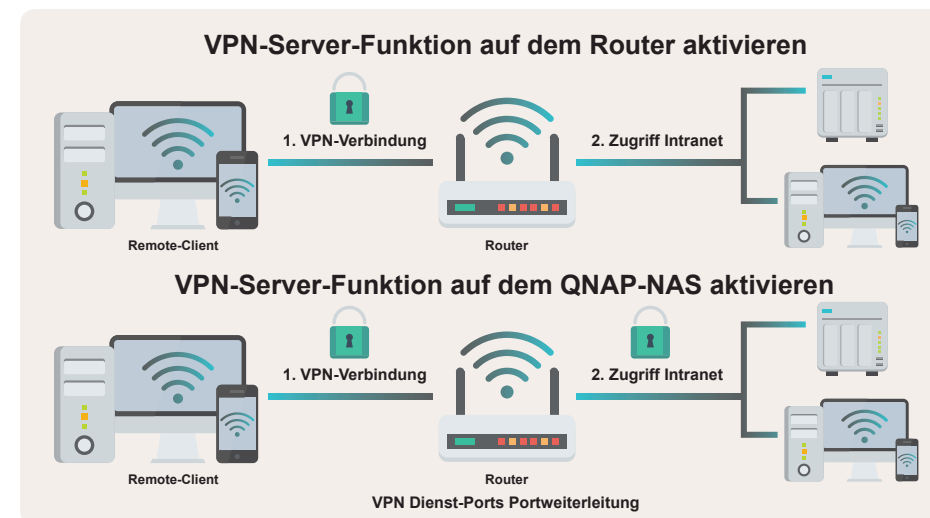 VPN-Server-Funktion auf dem Router aktivieren
1. VPN-Verbindung
2. Zugriff Intranet
Remote-Client
Router
VPN-Server-Funktion auf dem QNAP-NAS aktivieren
1. VPN-Verbindung
2. Zugriff Intranet
Remote-Client
Router
VPN Dienst-Ports Portweiterleitung